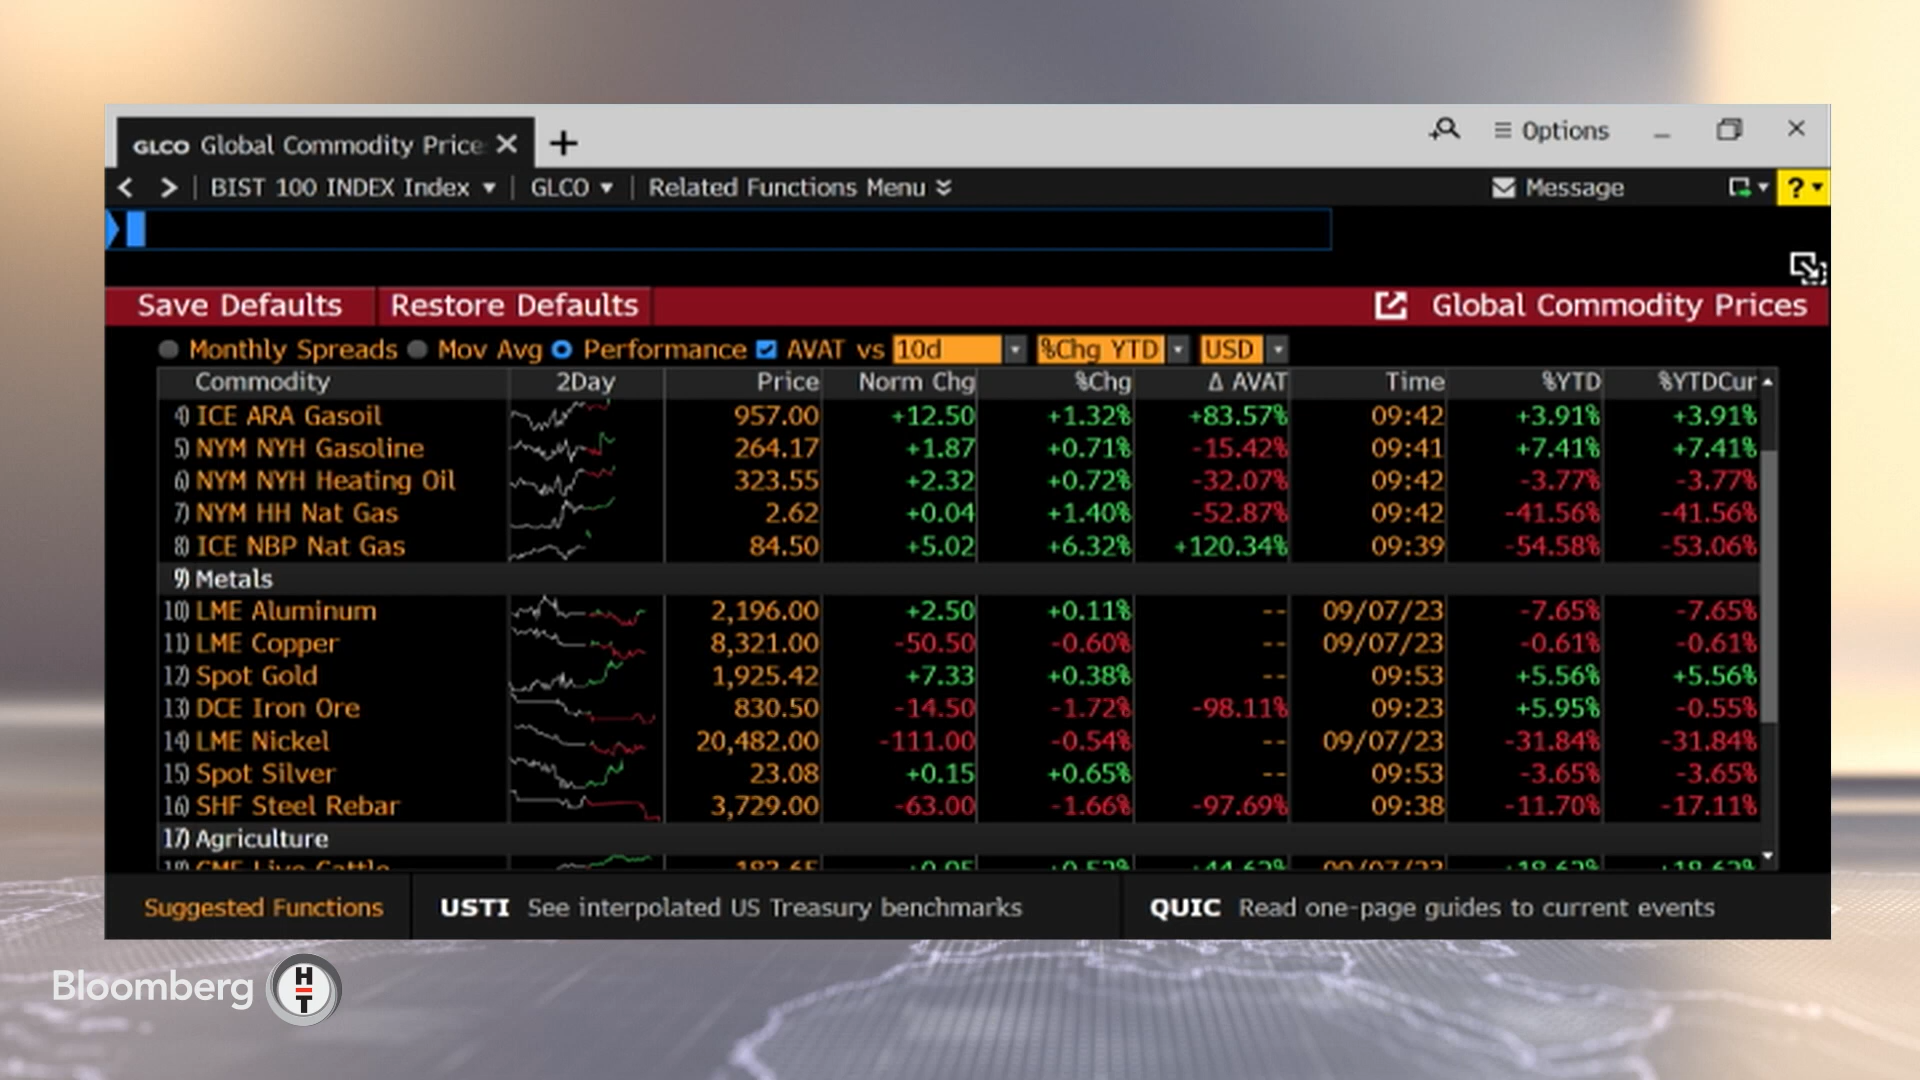 GLCO Global Commodity Price × +
Options
BIST 100 INDEX Index GLCO Related Functions Menu Message ?
Save Defaults Restore Defaults Global Commodity Prices
Monthly Spreads Mov Avg Performance AVAT vs 10d %Chg YTD USD
Commodity 2Day Price Norm Chg %Chg Δ AVAT Time %YTD %YTDCur
4) ICE ARA Gasoil 957.00 +12.50 +1.32% +83.57% 09:42 +3.91% +3.91%
5) NYM NYH Gasoline 264.17 +1.87 +0.71% -15.42% 09:41 +7.41% +7.41%
6) NYM NYH Heating Oil 323.55 +2.32 +0.72% -32.07% 09:42 -3.77% -3.77%
7) NYM HH Nat Gas 2.62 +0.04 +1.40% -52.87% 09:42 -41.56% -41.56%
8) ICE NBP Nat Gas 84.50 +5.02 +6.32% +120.34% 09:39 -54.58% -53.06%
9) Metals
10) LME Aluminum 2,196.00 +2.50 +0.11% -- 09/07/23 -7.65% -7.65%
11) LME Copper 8,321.00 -50.50 -0.60% -- 09/07/23 -0.61% -0.61%
12) Spot Gold 1,925.42 +7.33 +0.38% -- 09:53 +5.56% +5.56%
13) DCE Iron Ore 830.50 -14.50 -1.72% -98.11% 09:23 +5.95% -0.55%
14) LME Nickel 20,482.00 -111.00 -0.54% -- 09/07/23 -31.84% -31.84%
15) Spot Silver 23.08 +0.15 +0.65% -- 09:53 -3.65% -3.65%
16) SHF Steel Rebar 3,729.00 -63.00 -1.66% -97.69% 09:38 -11.70% -17.11%
17) Agriculture
CME Live Cattle
Suggested Functions USTI See interpolated US Treasury benchmarks QUIC Read one-page guides to current events
Bloomberg HT